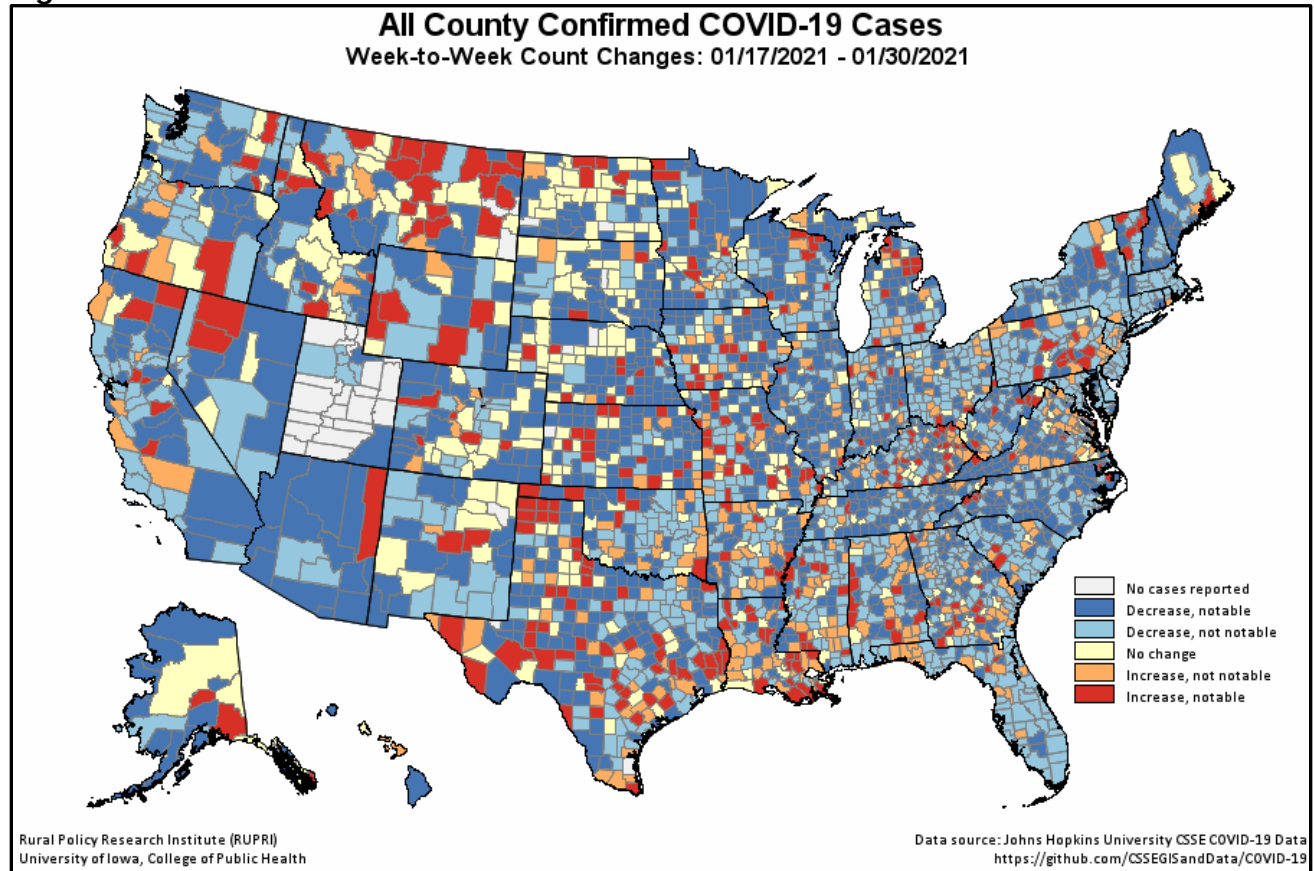 All County Confirmed COVID-19 Cases
Week-to-Week Count Changes: 01/17/2021 - 01/30/2021
No cases reported
Decrease, notable
Decrease, not notable
No change
Increase, not notable
Increase, notable
Rural Policy Research Institute (RUPRI)
University of Iowa, College of Public Health
Data source: Johns Hopkins University CSSE COVID-19 Data
https://github.com/CSSEGISandData/COVID-19